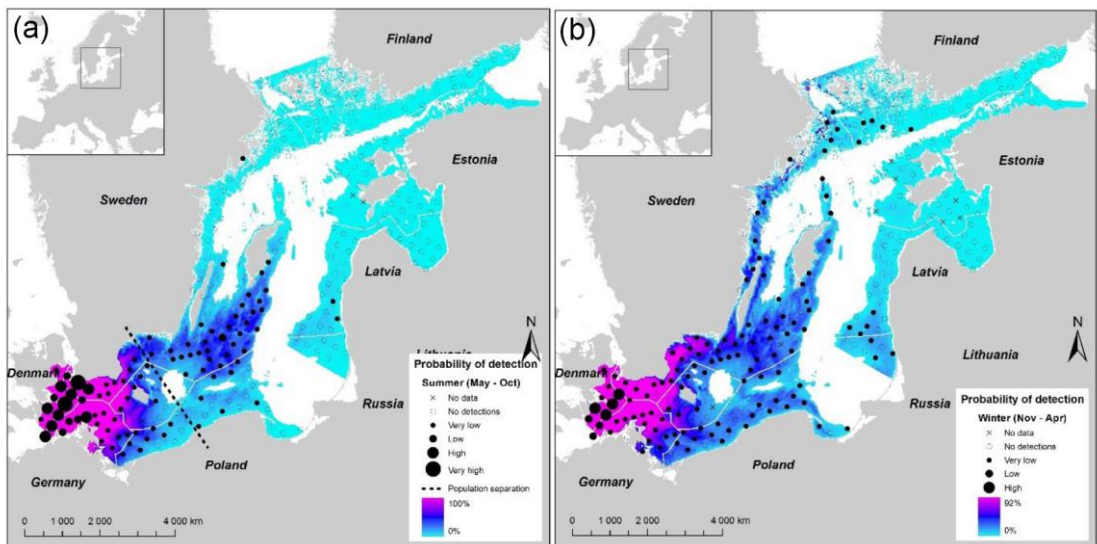 (a)
Finland
Sweden
Estonia
Latvia
N
Lithuania
Denmark
Russia
Poland
Germany
Probability of detection
Summer (May - Oct)
No data
No detections
Very low
Low
High
Very high
Population separation
100%
0%
0 1 000 2 000 4 000 km
(b)
Finland
Sweden
Estonia
Latvia
N
Lithuania
Denmark
Russia
Poland
Germany
Probability of detection
Winter (Nov - Apr)
No data
No detections
Very low
Low
High
92%
0%
0 1 000 2 000 4 000 km